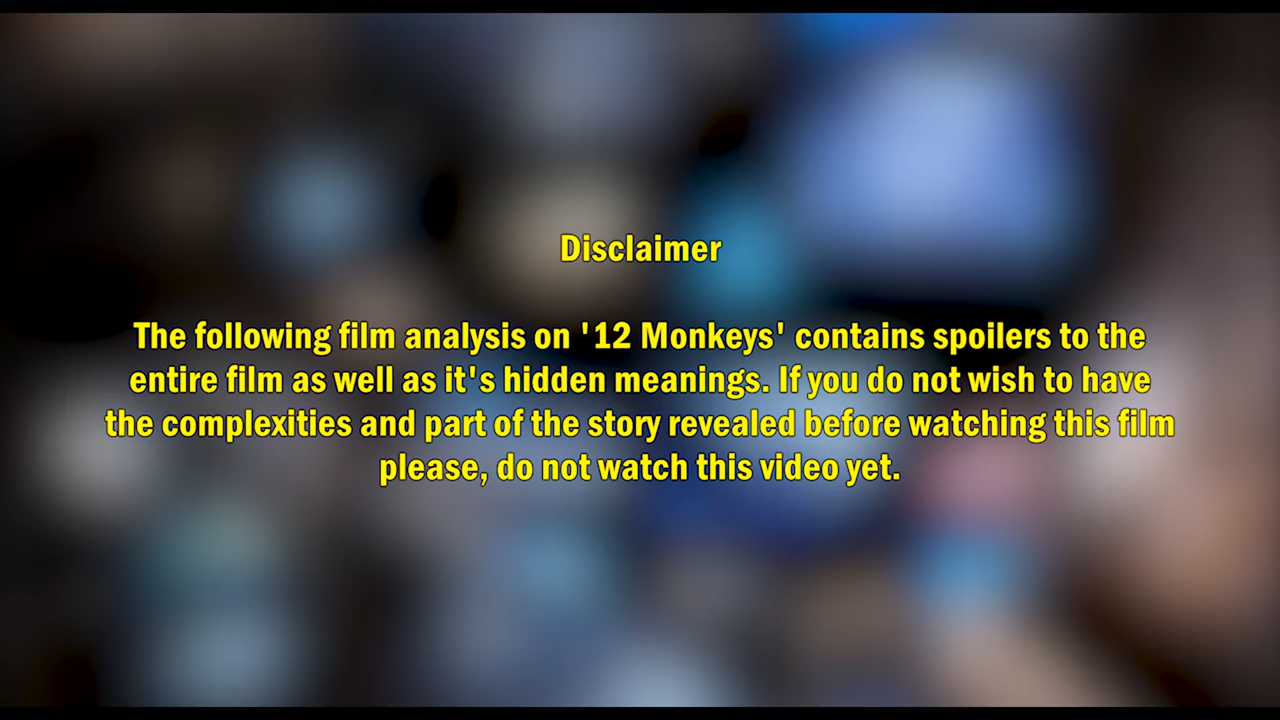 Disclaimer
The following film analysis on '12 Monkeys' contains spoilers to the
entire film as well as it's hidden meanings. If you do not wish to have
the complexities and part of the story revealed before watching this film
please, do not watch this video yet.